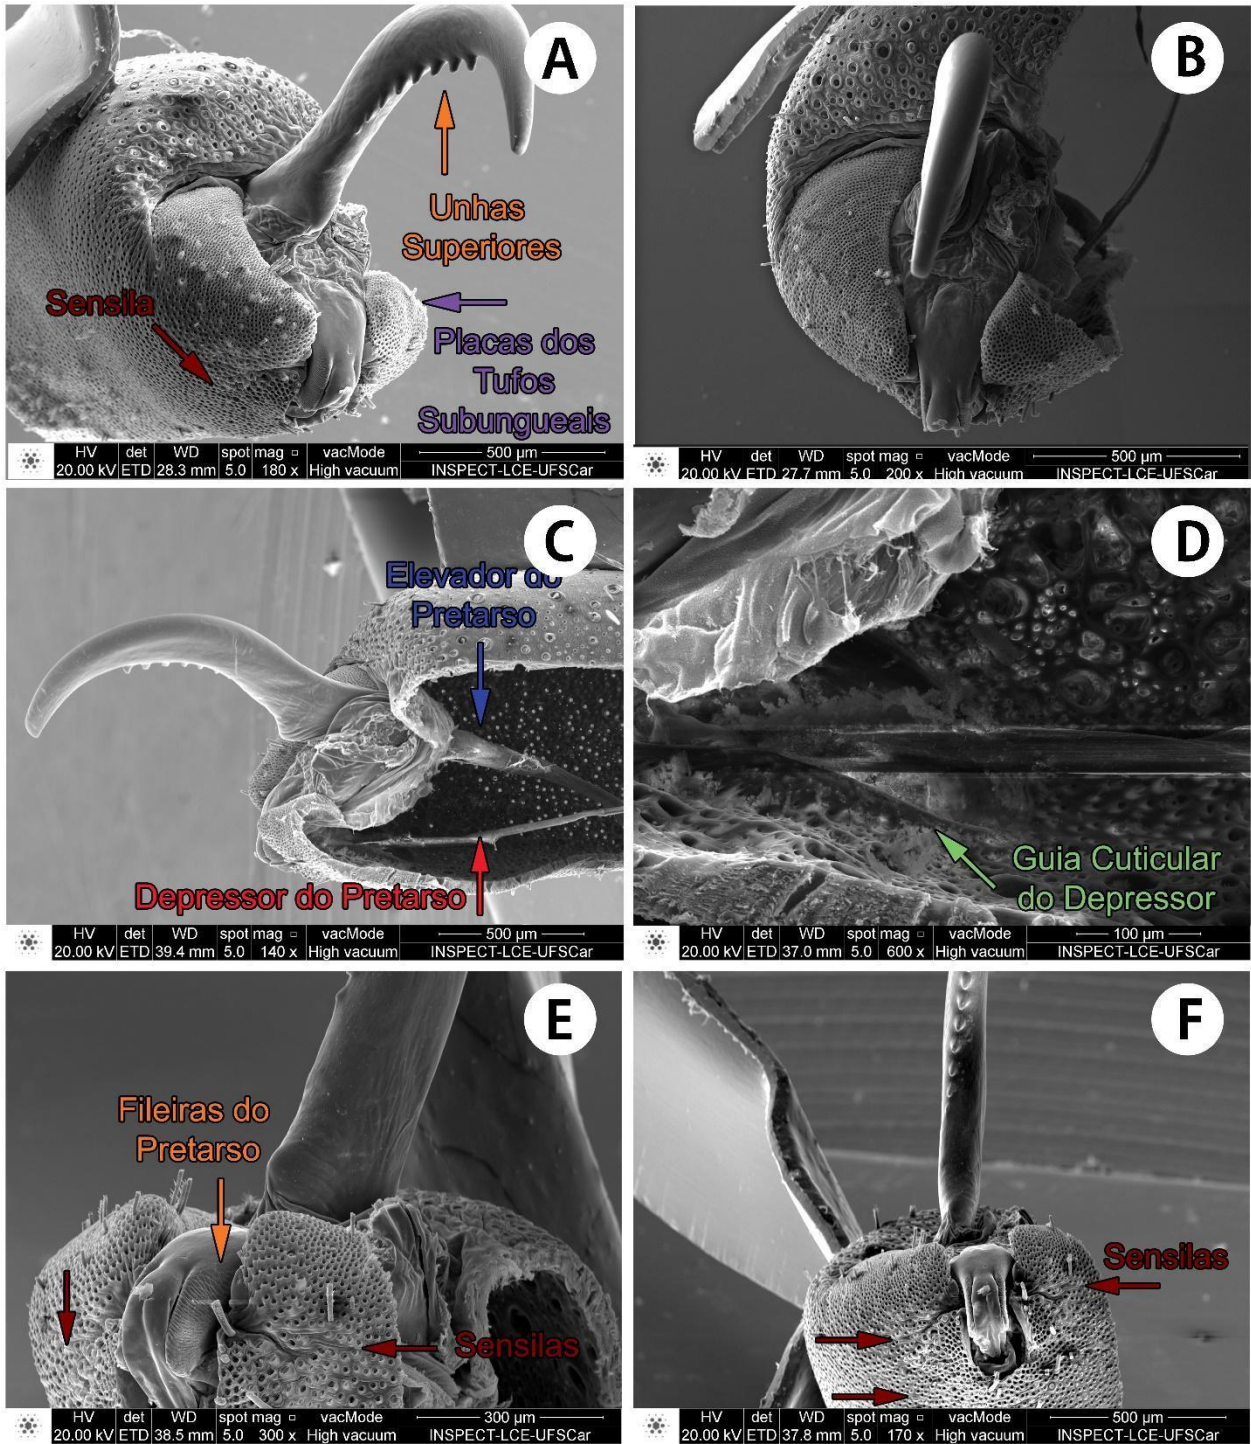 A
Unhas
Superiores
Sensila
Placas dos
Tufos
Subungueais
HV det WD spot mag □ vacMode 500 µm
20.00 kV ETD 28.3 mm 5.0 180 x High vacuum INSPECT-LCE-UFSCar
B
HV det WD spot mag □ vacMode 500 µm
20.00 kV ETD 27.7 mm 5.0 200 x High vacuum INSPECT-LCE-UFSCar
C
Elevador do
Pretarso
Depressor do Pretarso
HV det WD spot mag □ vacMode 500 µm
20.00 kV ETD 39.4 mm 5.0 140 x High vacuum INSPECT-LCE-UFSCar
D
Guia Cuticular
do Depressor
HV det WD spot mag □ vacMode 100 µm
20.00 kV ETD 37.0 mm 5.0 600 x High vacuum INSPECT-LCE-UFSCar
E
Fileiras do
Pretarso
Sensilas
HV det WD spot mag □ vacMode 300 µm
20.00 kV ETD 38.5 mm 5.0 300 x High vacuum INSPECT-LCE-UFSCar
F
Sensilas
HV det WD spot mag □ vacMode 500 µm
20.00 kV ETD 37.8 mm 5.0 170 x High vacuum INSPECT-LCE-UFSCar